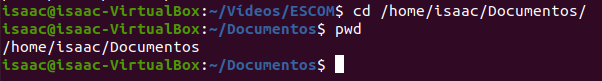 isaac@isaac-VirtualBox:~/Videos/ESCOM$ cd /home/isaac/Documentos/
isaac@isaac-VirtualBox:~/Documentos$ pwd
/home/isaac/Documentos
isaac@isaac-VirtualBox:~/Documentos$